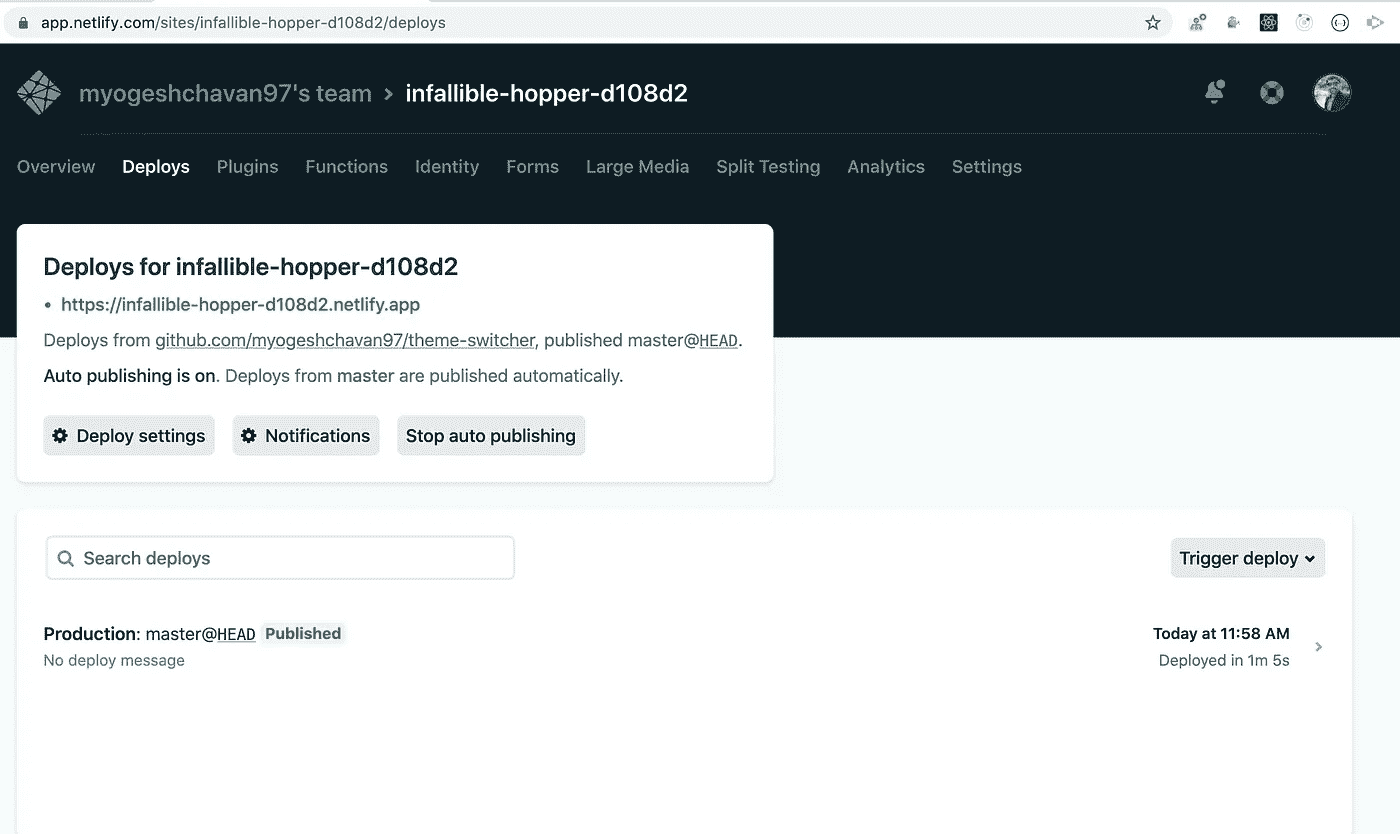 app.netlify.com/sites/infallible-hopper-d108d2/deploys
myogeshchavan97's team > infallible-hopper-d108d2
Overview Deploys Plugins Functions Identity Forms Large Media Split Testing Analytics Settings
Deploys for infallible-hopper-d108d2
• https://infallible-hopper-d108d2.netlify.app
Deploys from github.com/myogeshchavan97/theme-switcher, published master@HEAD.
Auto publishing is on. Deploys from master are published automatically.
Deploy settings Notifications Stop auto publishing
Search deploys Trigger deploy
Production: master@HEAD Published Today at 11:58 AM
No deploy message Deployed in 1m 5s